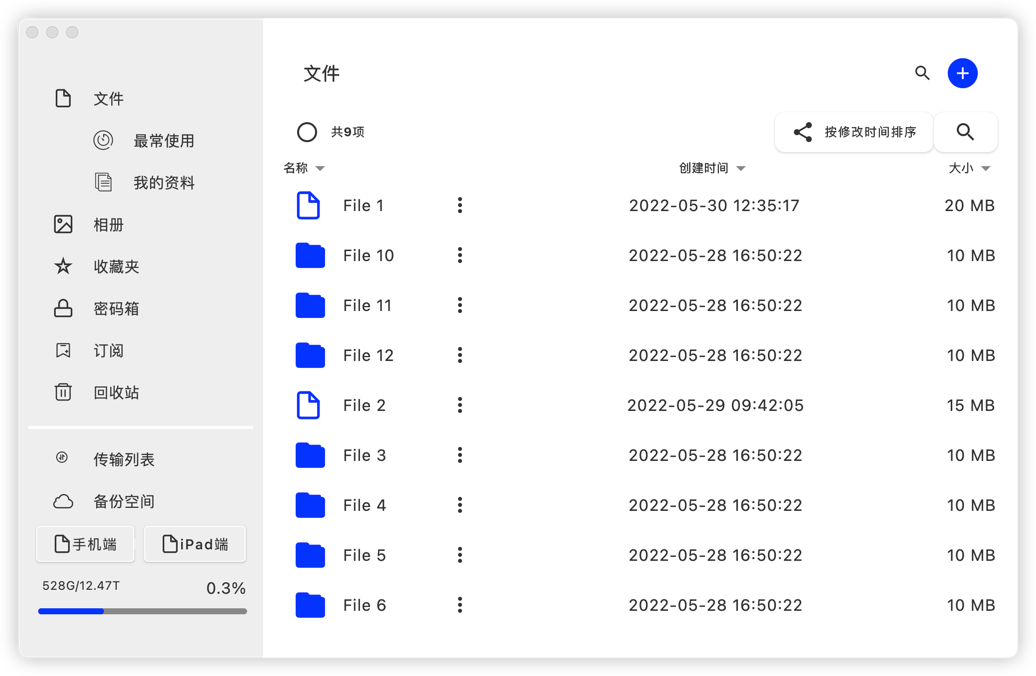 文件
最常使用
我的资料
相册
收藏夹
密码箱
订阅
回收站
传输列表
备份空间
手机端 iPad端
528G/12.47T 0.3%
文件
共9项 按修改时间排序
名称 创建时间 大小
File 1 2022-05-30 12:35:17 20 MB
File 10 2022-05-28 16:50:22 10 MB
File 11 2022-05-28 16:50:22 10 MB
File 12 2022-05-28 16:50:22 10 MB
File 2 2022-05-29 09:42:05 15 MB
File 3 2022-05-28 16:50:22 10 MB
File 4 2022-05-28 16:50:22 10 MB
File 5 2022-05-28 16:50:22 10 MB
File 6 2022-05-28 16:50:22 10 MB